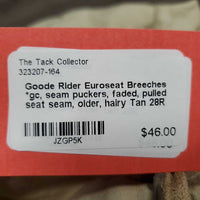 The Tack Collector
323207-164
Goode Rider Euroseat Breeches
*gc, seam puckers, faded, pulled
seat seam, older, hairy Tan 28R
$46.00
JZGP5K